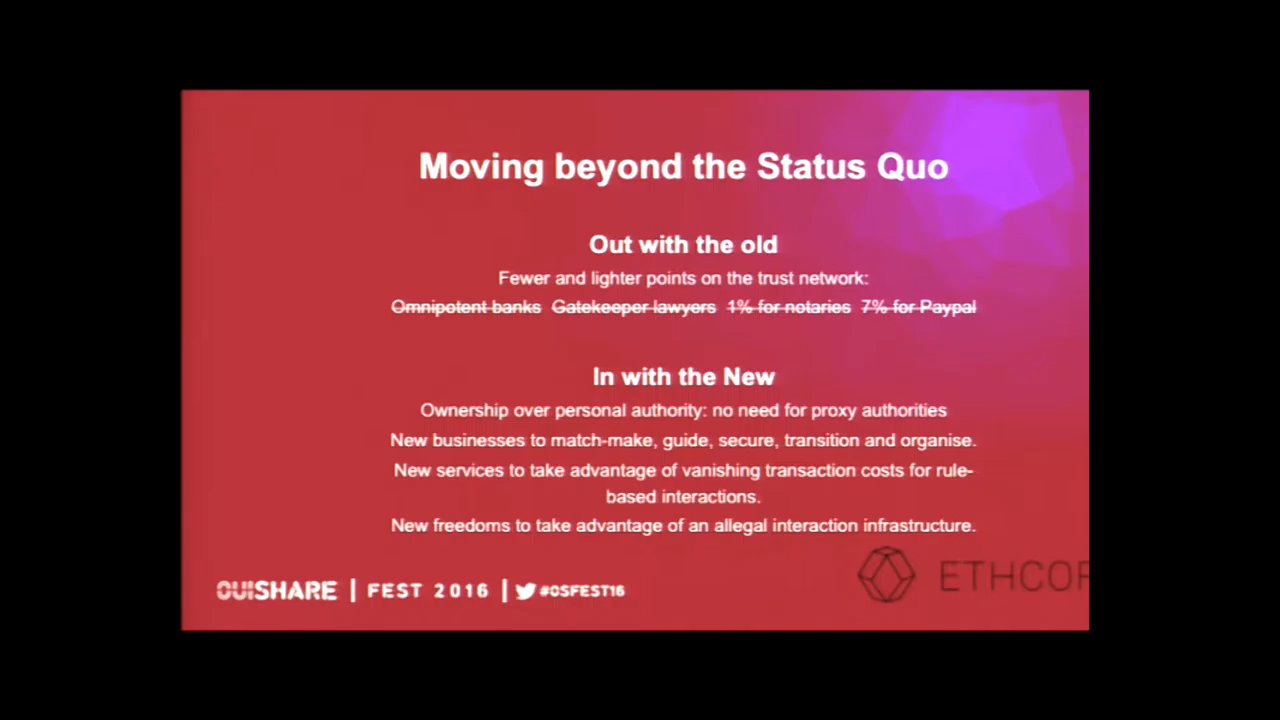 Moving beyond the Status Quo
Out with the old
Fewer and lighter points on the trust network:
Omnipotent banks Gatekeeper lawyers 1% for notaries 7% for Paypal
In with the New
Ownership over personal authority: no need for proxy authorities
New businesses to match-make, guide, secure, transition and organise.
New services to take advantage of vanishing transaction costs for rule-
based interactions.
New freedoms to take advantage of an allegal interaction infrastructure.
OUISHARE | FEST 2016 | #OSFEST16
ETHCOR